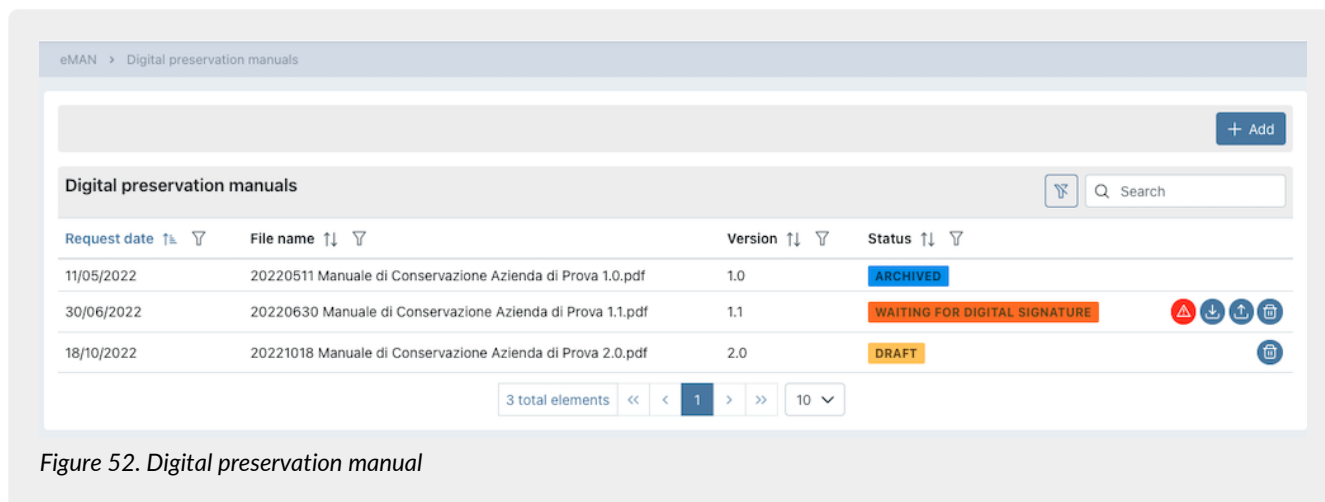 eMAN > Digital preservation manuals
+ Add
Digital preservation manuals
Search
Request date File name Version Status
11/05/2022 20220511 Manuale di Conservazione Azienda di Prova 1.0.pdf 1.0 ARCHIVED
30/06/2022 20220630 Manuale di Conservazione Azienda di Prova 1.1.pdf 1.1 WAITING FOR DIGITAL SIGNATURE
18/10/2022 20221018 Manuale di Conservazione Azienda di Prova 2.0.pdf 2.0 DRAFT
3 total elements << < 1 > >> 10
Figure 52. Digital preservation manual